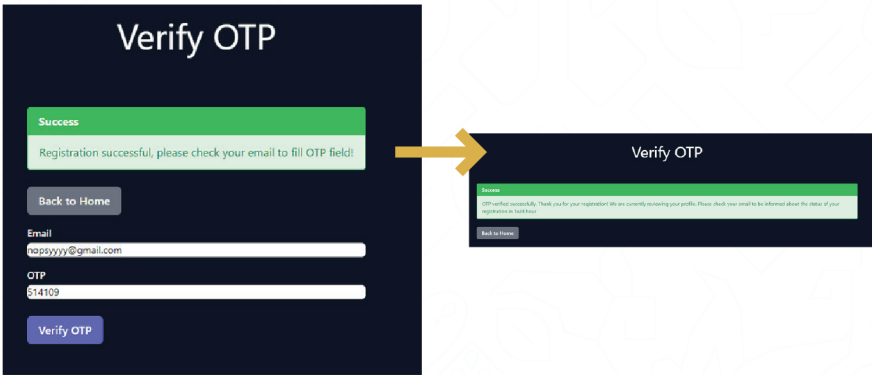 Verify OTP
Success
Registration successful, please check your email to fill OTP field!
Back to Home
Email
nopsyyyy@gmail.com
OTP
514109
Verify OTP
Verify OTP
Success
OTP verified successfully. Thank you for your registration! We are currently reviewing your profile. Please check your email to be informed about the status of your
registration in 1x24 hour.
Back to Home